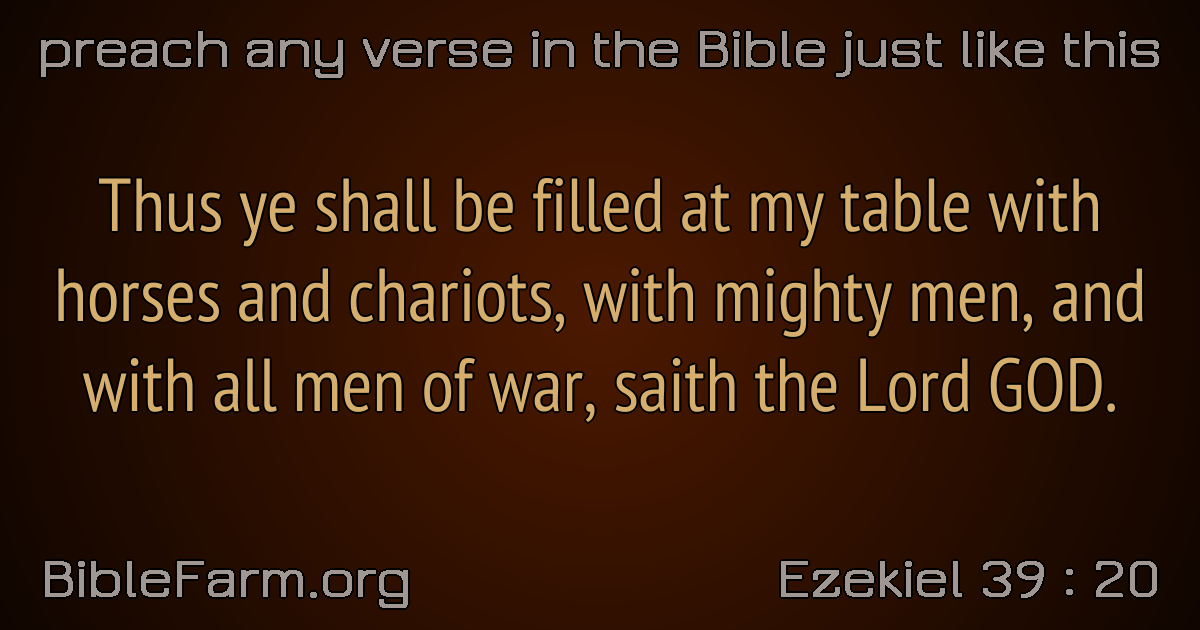 preach any verse in the Bible just like this
Thus ye shall be filled at my table with
horses and chariots, with mighty men, and
with all men of war, saith the Lord GOD.
BibleFarm.org
Ezekiel 39 : 20